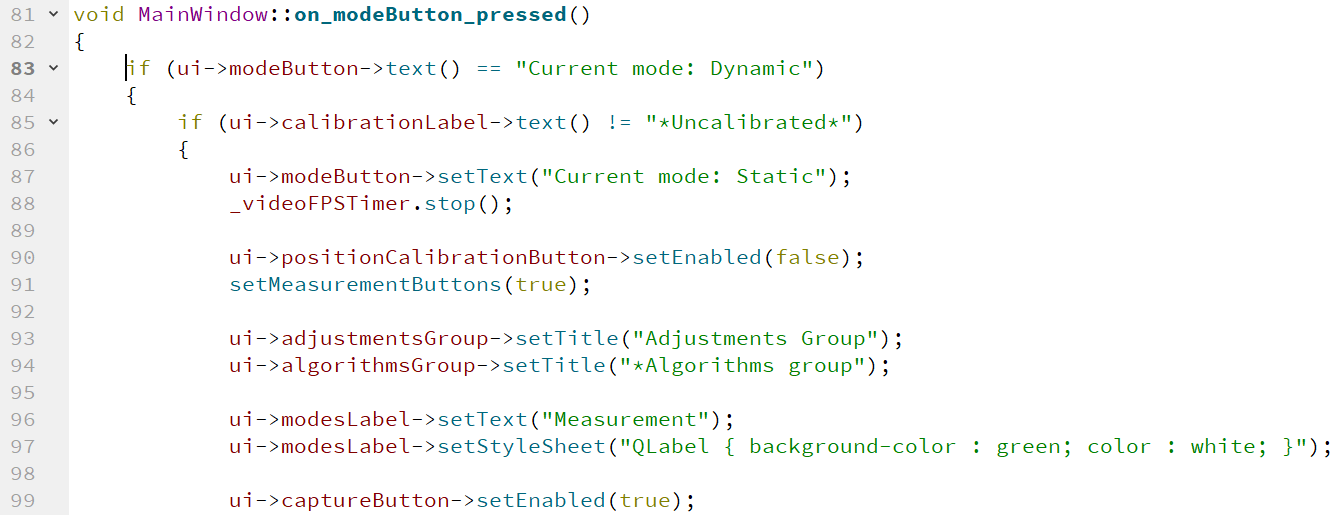 81 void MainWindow::on_modeButton_pressed()
82 {
83     if (ui->modeButton->text() == "Current mode: Dynamic")
84     {
85         if (ui->calibrationLabel->text() != "*Uncalibrated*")
86         {
87             ui->modeButton->setText("Current mode: Static");
88             _videoFPSTimer.stop();
89
90             ui->positionCalibrationButton->setEnabled(false);
91             setMeasurementButtons(true);
92
93             ui->adjustmentsGroup->setTitle("Adjustments Group");
94             ui->algorithmsGroup->setTitle("*Algorithms group");
95
96             ui->modesLabel->setText("Measurement");
97             ui->modesLabel->setStyleSheet("QLabel { background-color : green; color : white; }");
98
99             ui->captureButton->setEnabled(true);